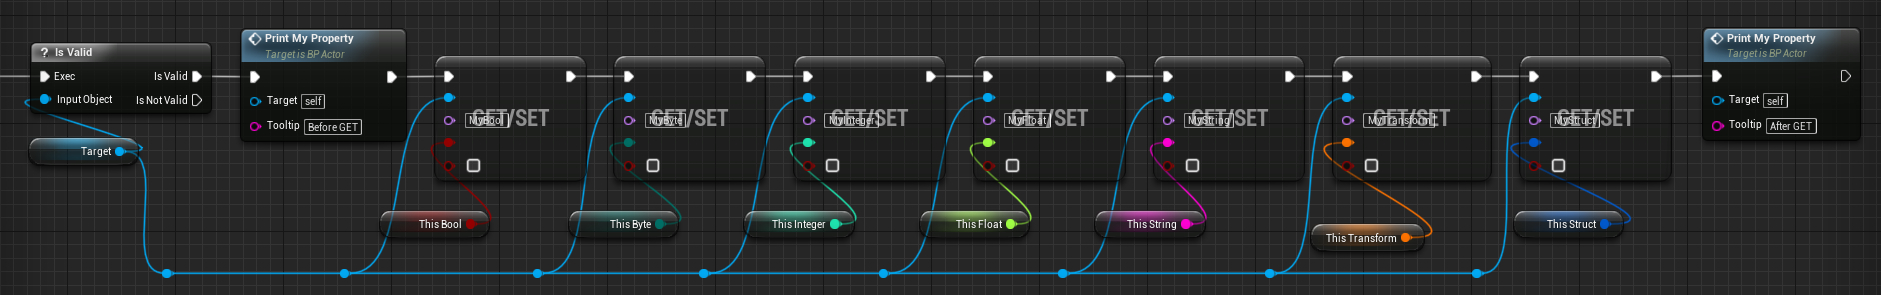 ? Is Valid
Exec
Is Valid
Input Object
Is Not Valid
Target
Print My Property
Target is BP Actor
Target self
Tooltip Before GET
GET/SET
MyBool
This Bool
GET/SET
MyByte
This Byte
GET/SET
MyInteger
This Integer
GET/SET
MyFloat
This Float
GET/SET
MyString
This String
GET/SET
MyTransform
This Transform
GET/SET
MyStruct
This Struct
Print My Property
Target is BP Actor
Target self
Tooltip After GET